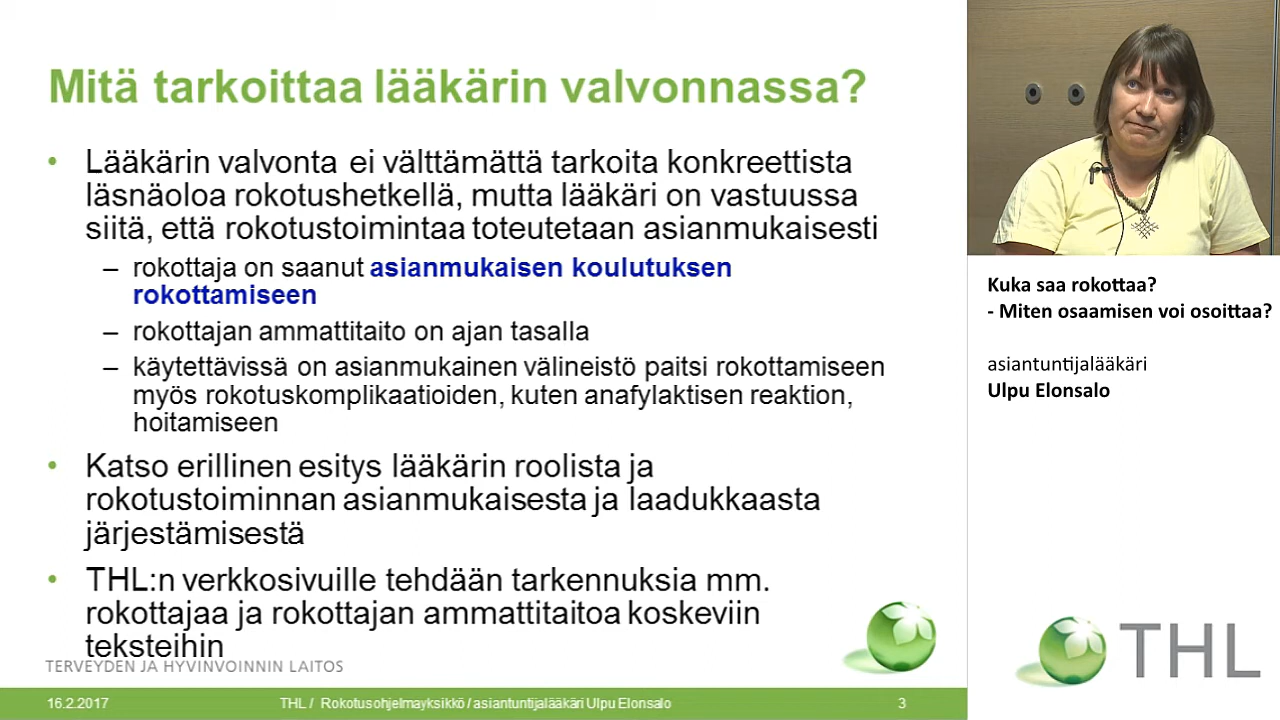 Mitä tarkoittaa lääkärin valvonnassa?
• Lääkärin valvonta ei välttämättä tarkoita konkreettista
läsnäoloa rokotushetkellä, mutta lääkäri on vastuussa
siitä, että rokotustoimintaa toteutetaan asianmukaisesti
– rokottaja on saanut asianmukaisen koulutuksen
rokottamiseen
– rokottajan ammattitaito on ajan tasalla
– käytettävissä on asianmukainen välineistö paitsi rokottamiseen
myös rokotuskomplikaatioiden, kuten anafylaktisen reaktion,
hoitamiseen
• Katso erillinen esitys lääkärin roolista ja
rokotustoiminnan asianmukaisesta ja laadukkaasta
järjestämisestä
• THL:n verkkosivuille tehdään tarkennuksia mm.
rokottajaa ja rokottajan ammattitaitoa koskeviin
teksteihin
TERVEYDEN JA HYVINVOINNIN LAITOS
16.2.2017
THL / Rokotusohjelmayksikkö / asiantuntijalääkäri Ulpu Elonsalo
3
Kuka saa rokottaa?
- Miten osaamisen voi osoittaa?
asiantuntijalääkäri
Ulpu Elonsalo
THL